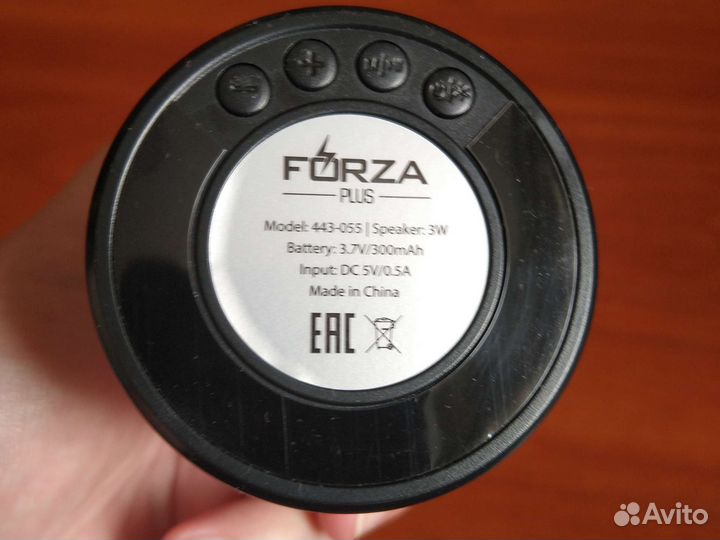 FORZA
PLUS
Model: 443-055 | Speaker: 3W
Battery: 3.7V/300mAh
Input: DC 5V/0.5A
Made in China
EAC
Avito